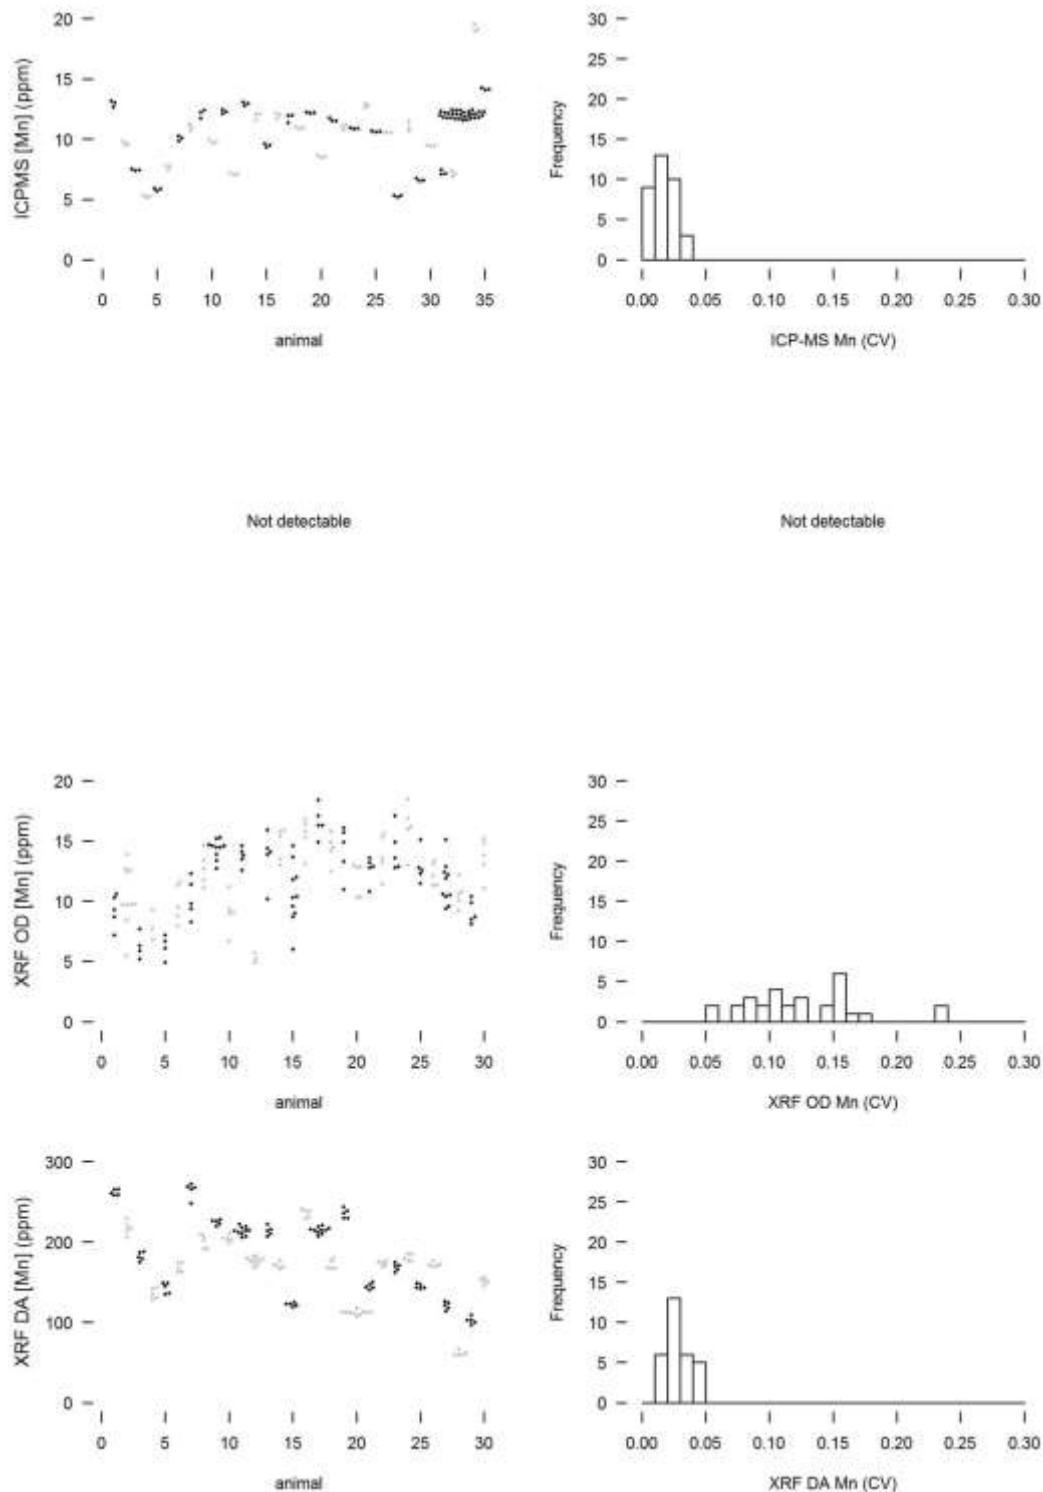 ICPMS [Mn] (ppm)
20
15
10
5
0
0 5 10 15 20 25 30 35
animal
Frequency
30
25
20
15
10
5
0
0.00 0.05 0.10 0.15 0.20 0.25 0.30
ICP-MS Mn (CV)
Not detectable
Not detectable
XRF OD [Mn] (ppm)
20
15
10
5
0
0 5 10 15 20 25 30
animal
Frequency
30
25
20
15
10
5
0
0.00 0.05 0.10 0.15 0.20 0.25 0.30
XRF OD Mn (CV)
XRF DA [Mn] (ppm)
300
200
100
0
0 5 10 15 20 25 30
animal
Frequency
30
25
20
15
10
5
0
0.00 0.05 0.10 0.15 0.20 0.25 0.30
XRF DA Mn (CV)